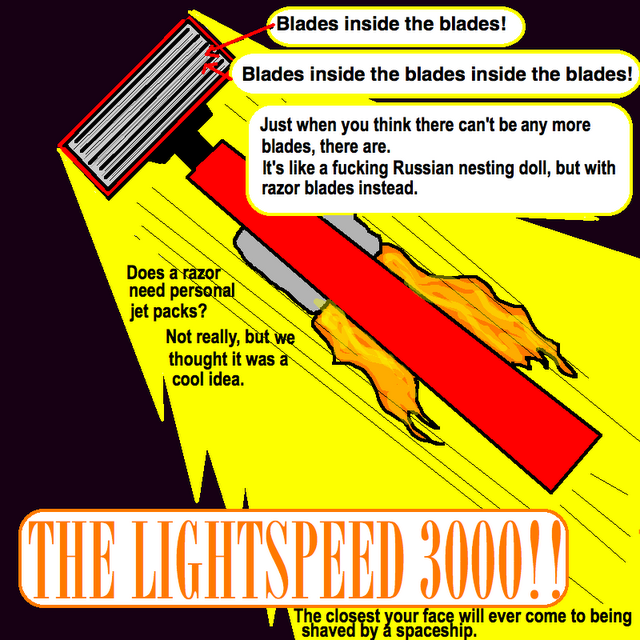 Blades inside the blades!
Blades inside the blades inside the blades!
Just when you think there can't be any more
blades, there are.
It's like a fucking Russian nesting doll, but with
razor blades instead.
Does a razor
need personal
jet packs?
Not really, but we
thought it was a
cool idea.
THE LIGHTSPEED 3000!!
The closest your face will ever come to being
shaved by a spaceship.